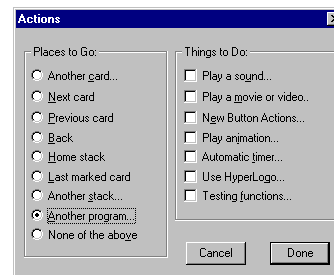 Actions
Places to Go:
Another card...
Next card
Previous card
Back
Home stack
Last marked card
Another stack...
Another program...
None of the above
Things to Do:
Play a sound...
Play a movie or video..
New Button Actions...
Play animation...
Automatic timer...
Use HyperLogo...
Testing functions...
Cancel
Done